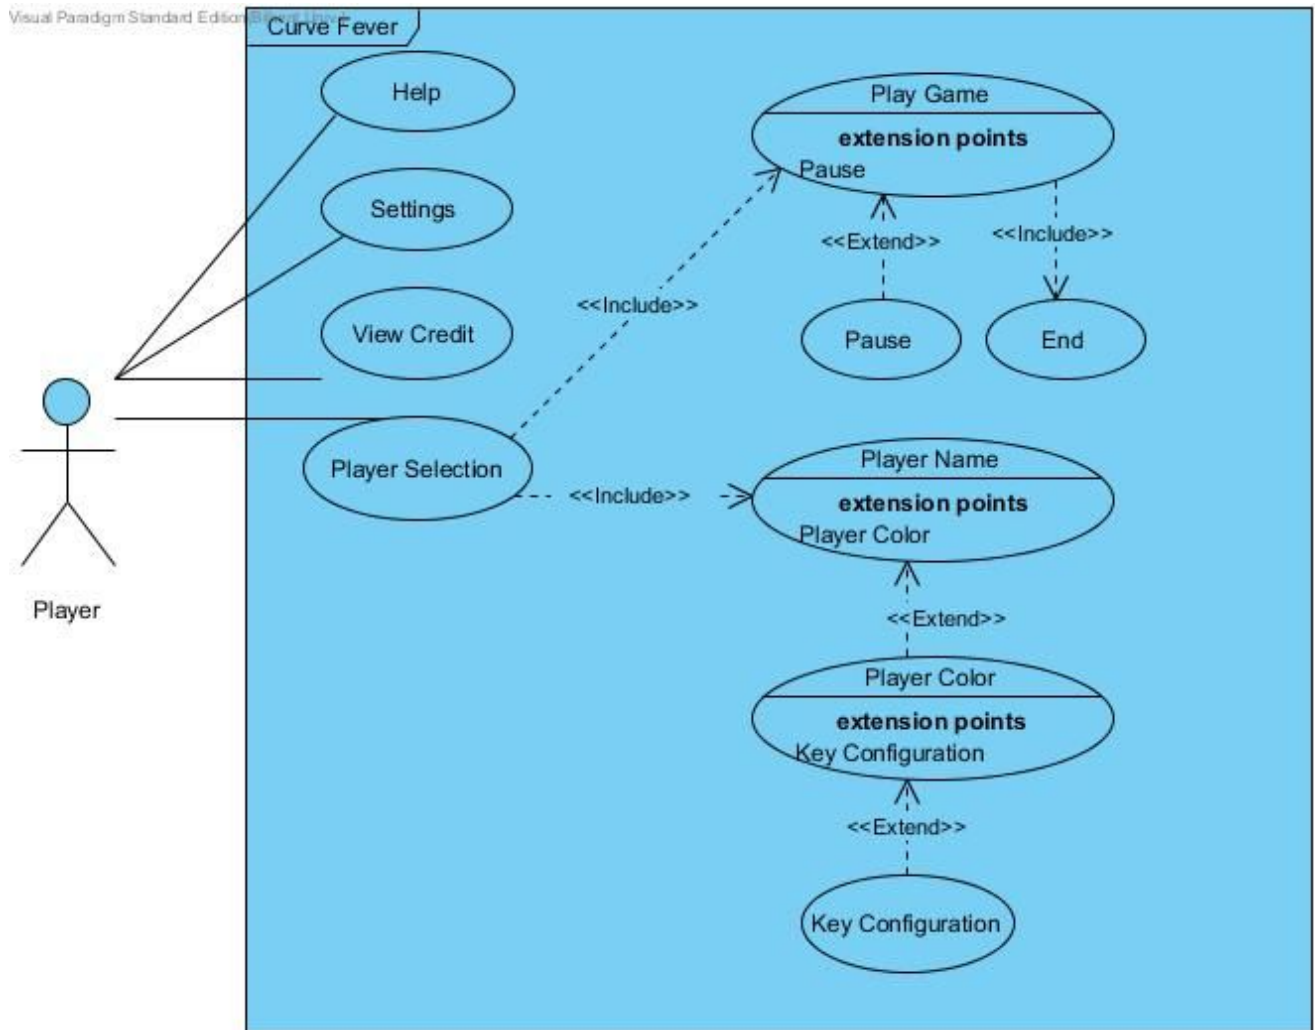 Visual Paradigm Standard Edition
Curve Fever
Help
Settings
View Credit
Player Selection
Player
Play Game
extension points
Pause
<<Extend>>
<<Include>>
<<Include>>
Pause
End
<<Include>>
Player Name
extension points
Player Color
<<Extend>>
Player Color
extension points
Key Configuration
<<Extend>>
Key Configuration